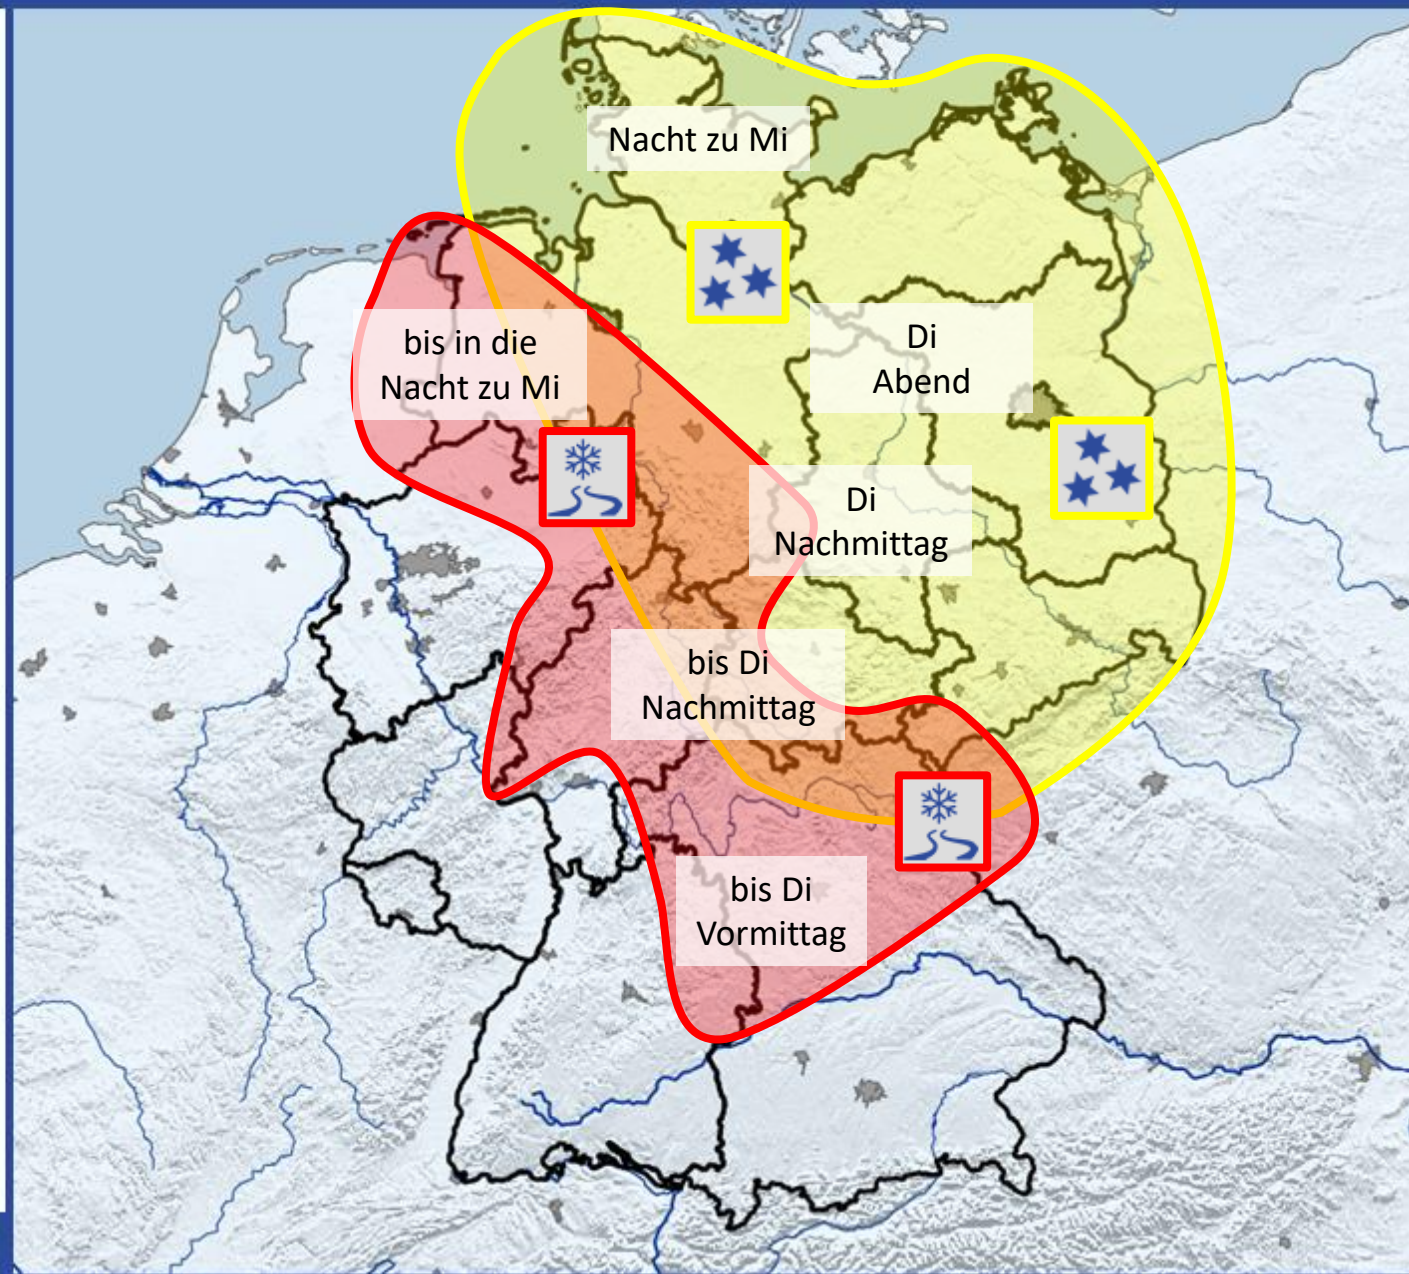 Nacht zu Mi
bis in die
Nacht zu Mi
Di
Abend
Di
Nachmittag
bis Di
Nachmittag
bis Di
Vormittag